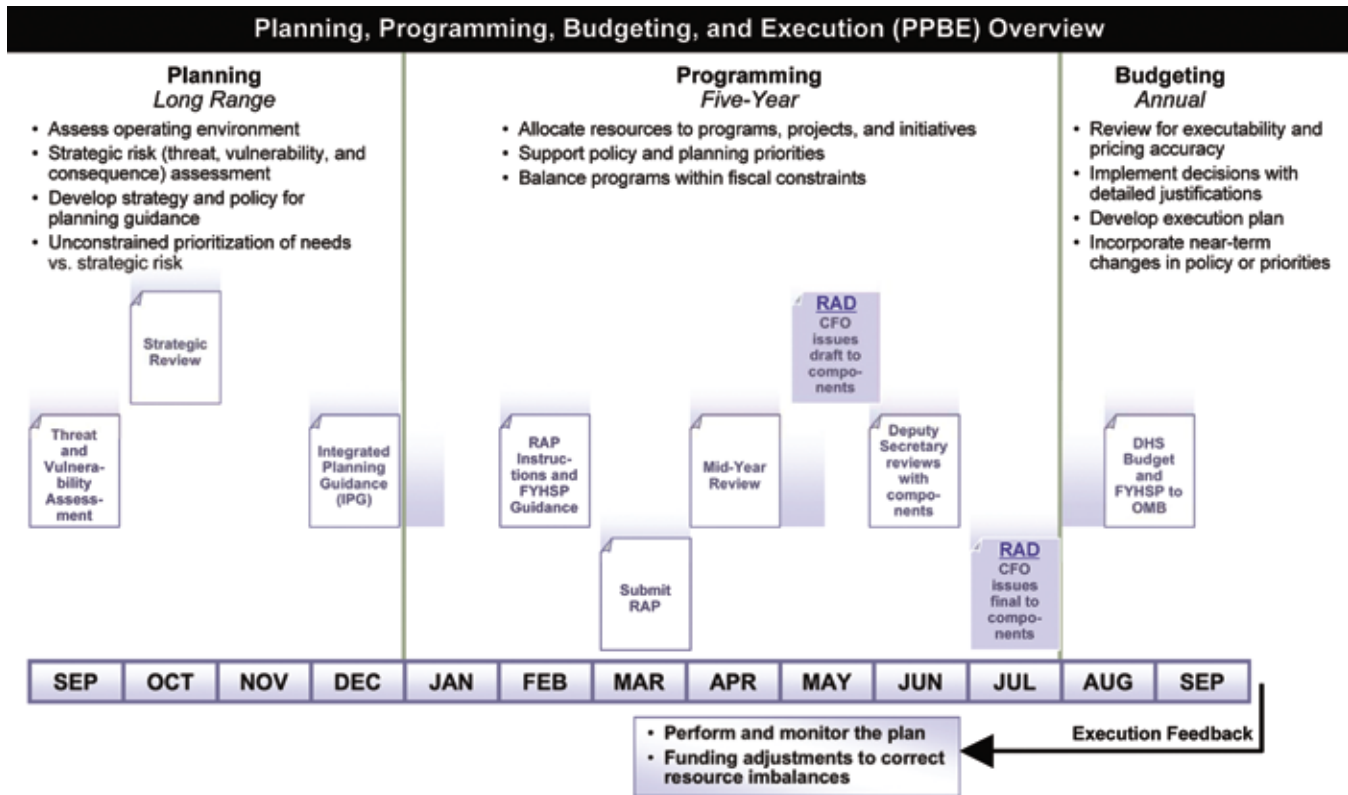 Planning, Programming, Budgeting, and Execution (PPBE) Overview
Planning
Long Range
• Assess operating environment
• Strategic risk (threat, vulnerability, and
consequence) assessment
• Develop strategy and policy for
planning guidance
• Unconstrained prioritization of needs
vs. strategic risk
Programming
Five-Year
• Allocate resources to programs, projects, and initiatives
• Support policy and planning priorities
• Balance programs within fiscal constraints
Budgeting
Annual
• Review for executability and
pricing accuracy
• Implement decisions with
detailed justifications
• Develop execution plan
• Incorporate near-term
changes in policy or priorities
Threat
and
Vulnera-
bility
Assess-
ment
Strategic
Review
Integrated
Planning
Guidance
(IPG)
RAP
Instruc-
tions and
FYHSP
Guidance
Submit
RAP
Mid-Year
Review
RAD
CFO
issues
draft to
compo-
nents
Deputy
Secretary
reviews
with
compo-
nents
RAD
CFO
issues
final to
compo-
nents
DHS
Budget
and
FYHSP to
OMB
SEP OCT NOV DEC JAN FEB MAR APR MAY JUN JUL AUG SEP
• Perform and monitor the plan
• Funding adjustments to correct
resource imbalances
Execution Feedback